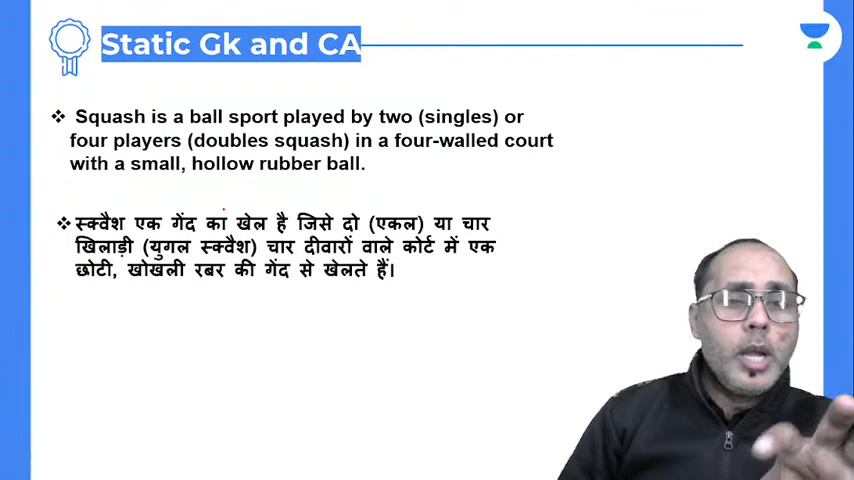 Static Gk and CA
❖ Squash is a ball sport played by two (singles) or
four players (doubles squash) in a four-walled court
with a small, hollow rubber ball.
❖ स्क्वैश एक गेंद का खेल है जिसे दो (एकल) या चार
खिलाड़ी (युगल स्क्वैश) चार दीवारों वाले कोर्ट में एक
छोटी, खोखली रबर की गेंद से खेलते हैं।